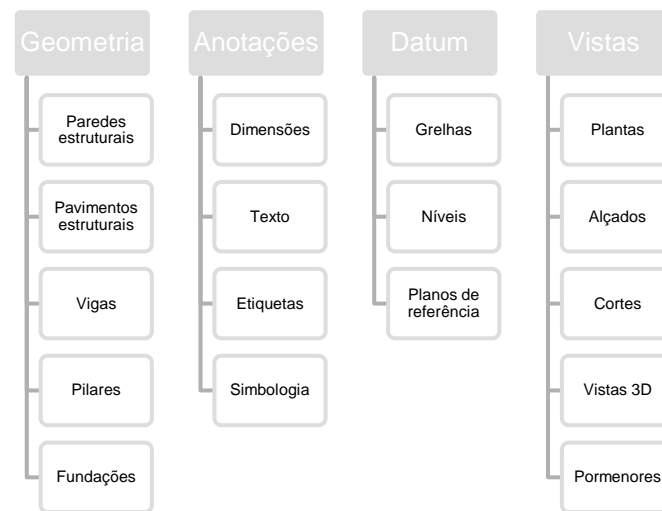 Geometria
Paredes
estruturais
Pavimentos
estruturais
Vigas
Pilares
Fundações
Anotações
Dimensões
Texto
Etiquetas
Simbologia
Datum
Grelhas
Níveis
Planos de
referência
Vistas
Plantas
Alçados
Cortes
Vistas 3D
Pormenores